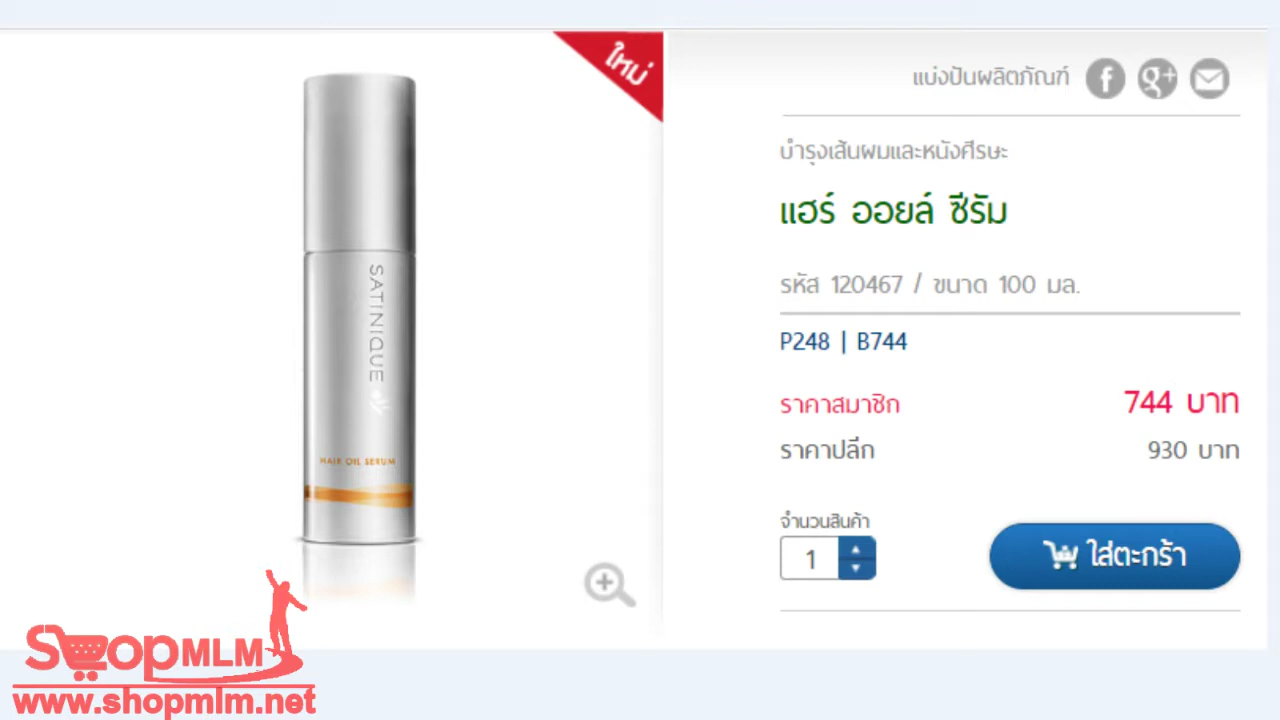 ใหม่
แบ่งปันผลิตภัณฑ์
f g+
บำรุงเส้นผมและหนังศีรษะ
แฮร์ ออยล์ ซีรัม
รหัส 120467 / ขนาด 100 มล.
P248 | B744
ราคาสมาชิก 744 บาท
ราคาปลีก 930 บาท
จำนวนสินค้า
1
ใส่ตะกร้า
SATINIQUE
HAIR OIL SERUM
SHOPMLM
www.shopmlm.net